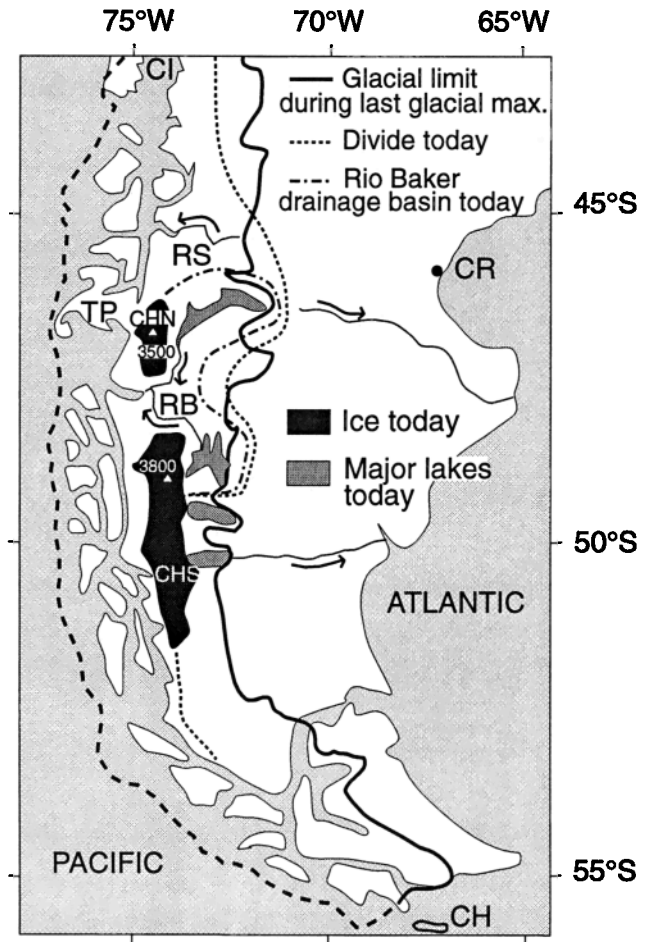 75°W 70°W 65°W
CI
Glacial limit
during last glacial max.
Divide today
Rio Baker
drainage basin today
45°S
RS
CR
TP
CHN
3500
RB
Ice today
3800
Major lakes
today
50°S
CHS
ATLANTIC
PACIFIC
55°S
CH